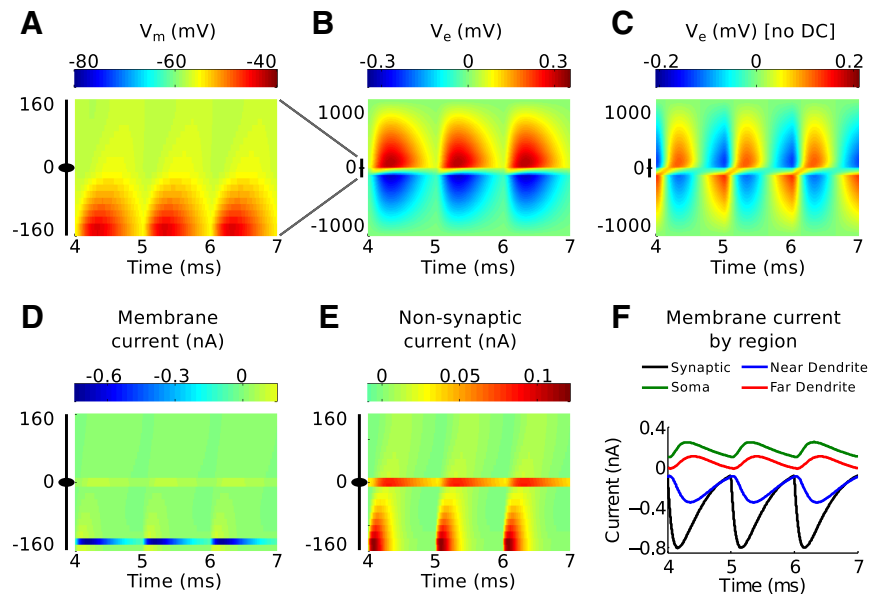 A
V_m (mV)
-80 -60 -40
160
0
-160
4 5 6 7
Time (ms)
B
V_e (mV)
-0.3 0 0.3
1000
0
-1000
4 5 6 7
Time (ms)
C
V_e (mV) [no DC]
-0.2 0 0.2
1000
0
-1000
4 5 6 7
Time (ms)
D
Membrane
current (nA)
-0.6 -0.3 0
160
0
-160
4 5 6 7
Time (ms)
E
Non-synaptic
current (nA)
0 0.05 0.1
160
0
-160
4 5 6 7
Time (ms)
F
Membrane current
by region
Synaptic Near Dendrite
Soma Far Dendrite
Current (nA)
0.4
0
−0.4
−0.8
4 5 6 7
Time (ms)